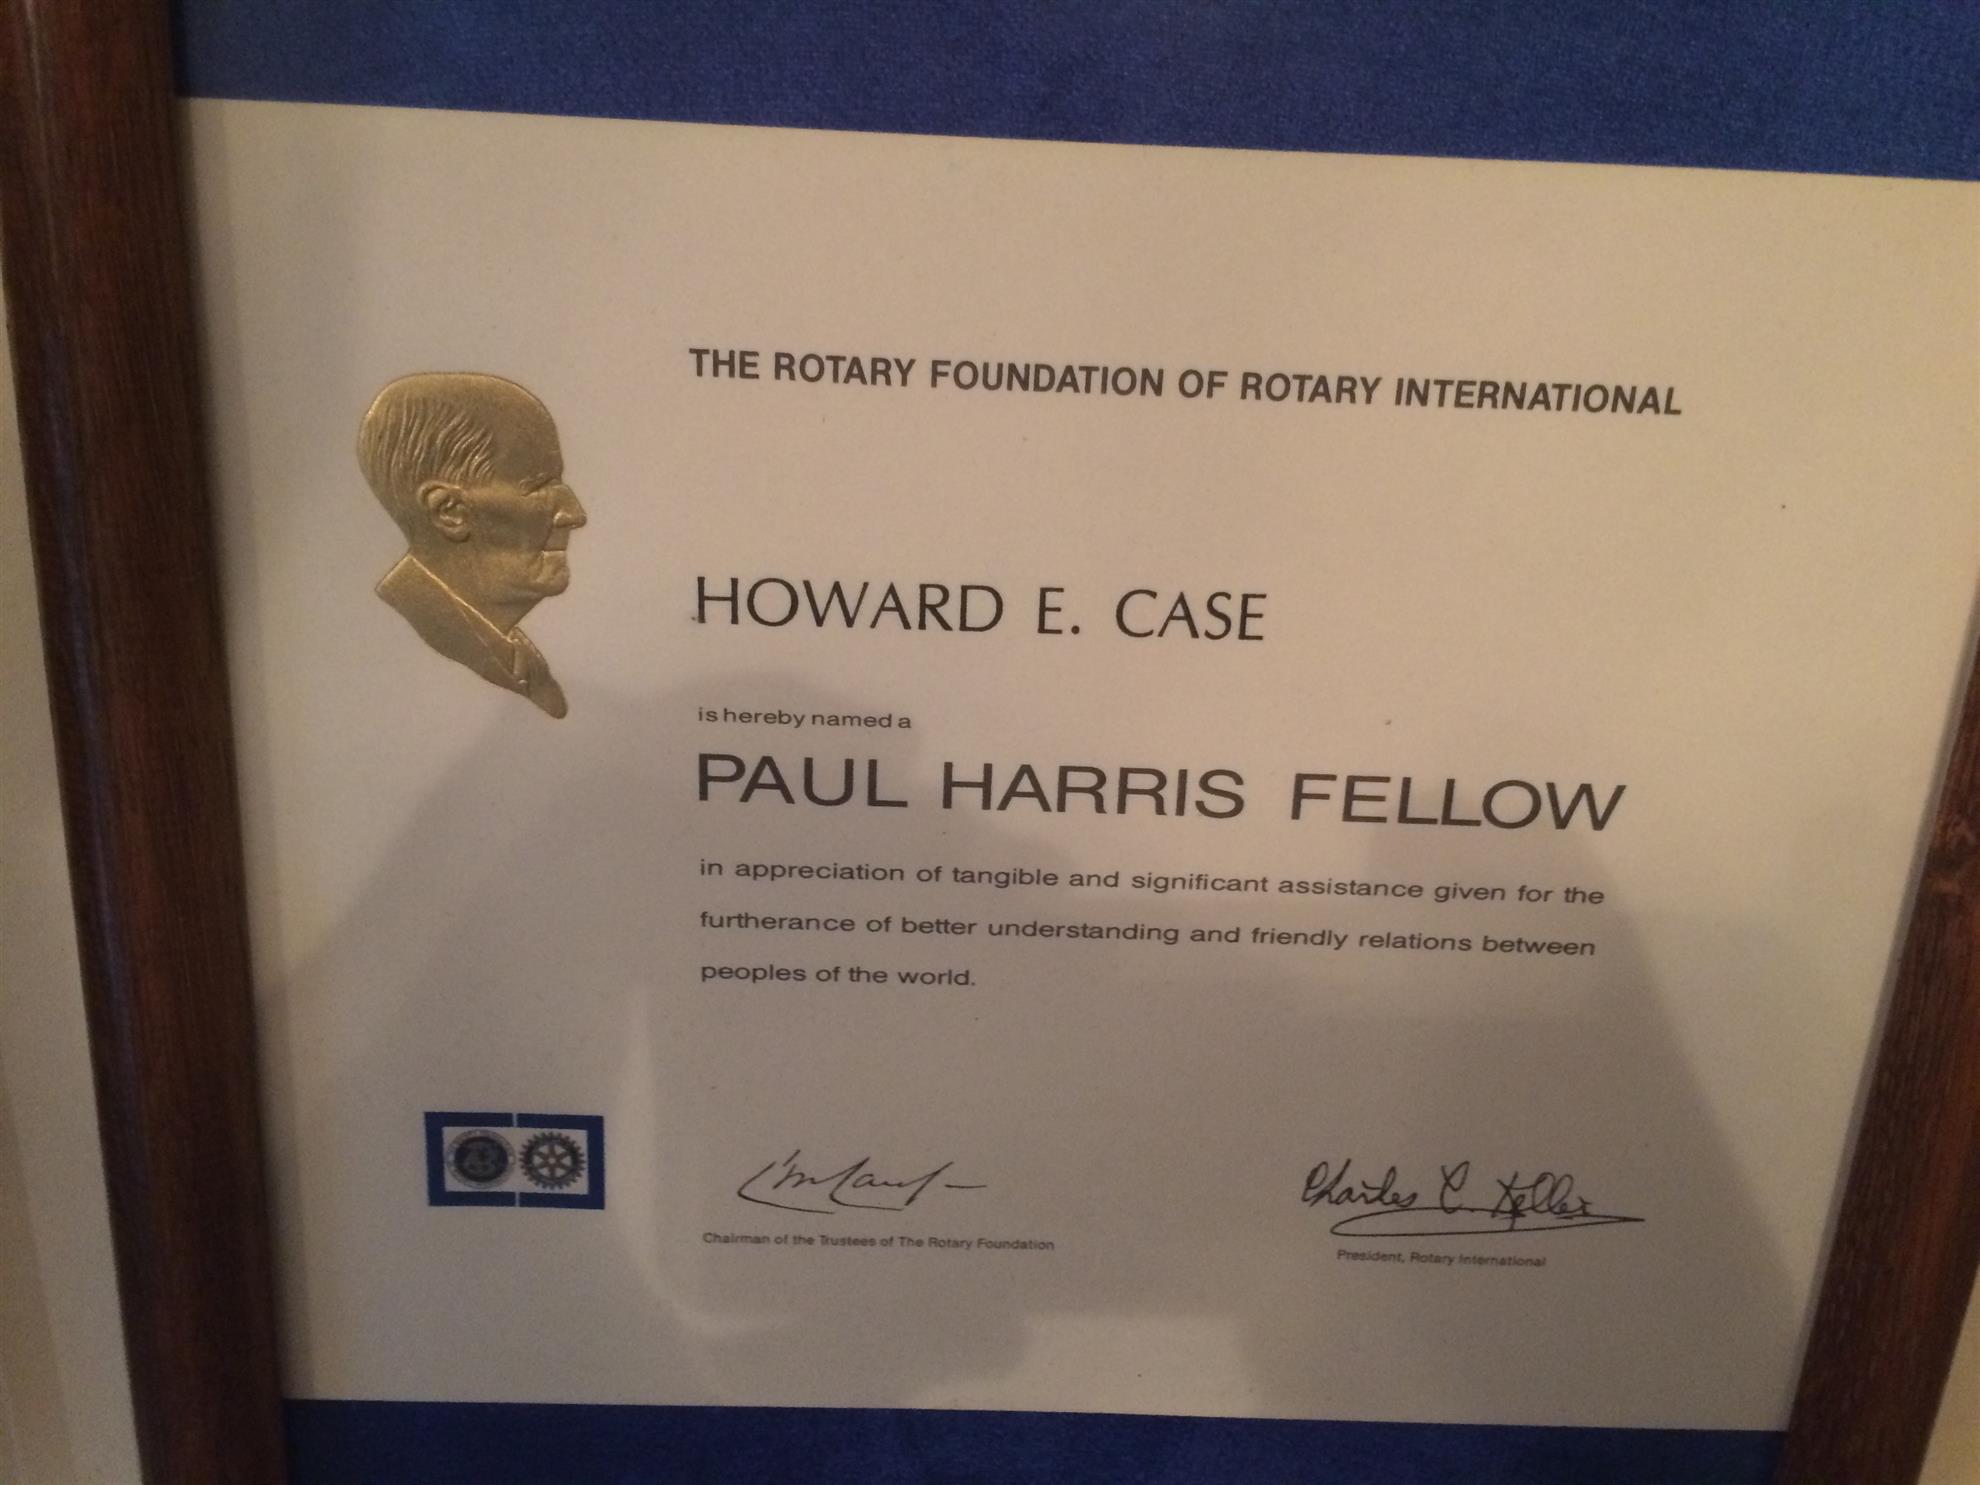 THE ROTARY FOUNDATION OF ROTARY INTERNATIONAL
HOWARD E. CASE
is hereby named a
PAUL HARRIS FELLOW
in appreciation of tangible and significant assistance given for the
furtherance of better understanding and friendly relations between
peoples of the world.
Charles C. Keller
Chairman of the Trustees of The Rotary Foundation
President, Rotary International